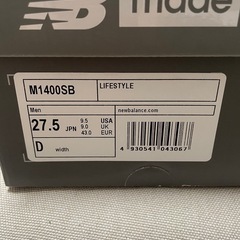 made
M1400SB
LIFESTYLE
Men
newbalance.com
27.5 JPN
9.5 USA
9.0 UK
43.0 EUR
D width
4 930541 043067